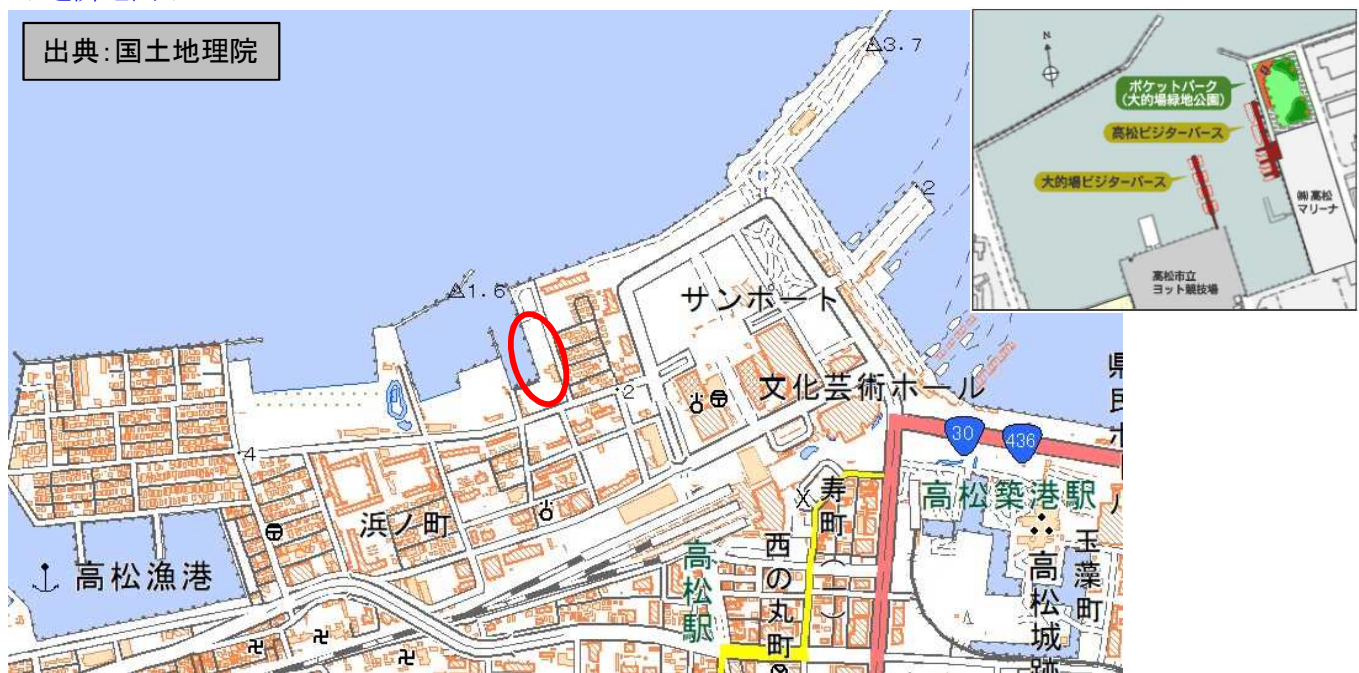 出典：国土地理院
3.7
N
ポケットパーク
(大的場緑地公園)
高松ビジターバース
大的場ビジターバース
㈱高松
マリーナ
高松市立
ヨット競技場
2
1.6
サンポート
2
文化芸術ホール
県民ホ
30
436
4
浜ノ町
寿町(一)
高松築港駅
高松漁港
高松駅
西の丸町
玉藻町
高松城跡